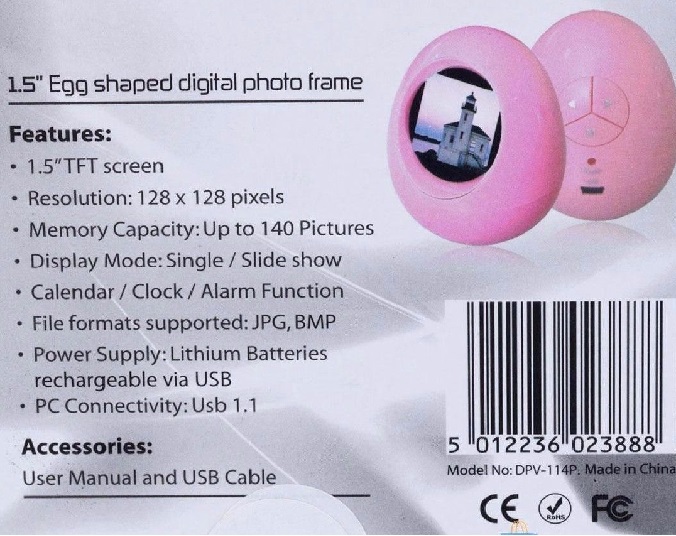 1.5" Egg shaped digital photo frame
Features:
• 1.5"TFT screen
• Resolution: 128 x 128 pixels
• Memory Capacity: Up to 140 Pictures
• Display Mode: Single / Slide show
• Calendar / Clock / Alarm Function
• File formats supported: JPG, BMP
• Power Supply: Lithium Batteries
rechargeable via USB
• PC Connectivity: Usb 1.1
Accessories:
User Manual and USB Cable
5 012236 023888
Model No: DPV-114P. Made in China
CE RoHS FC